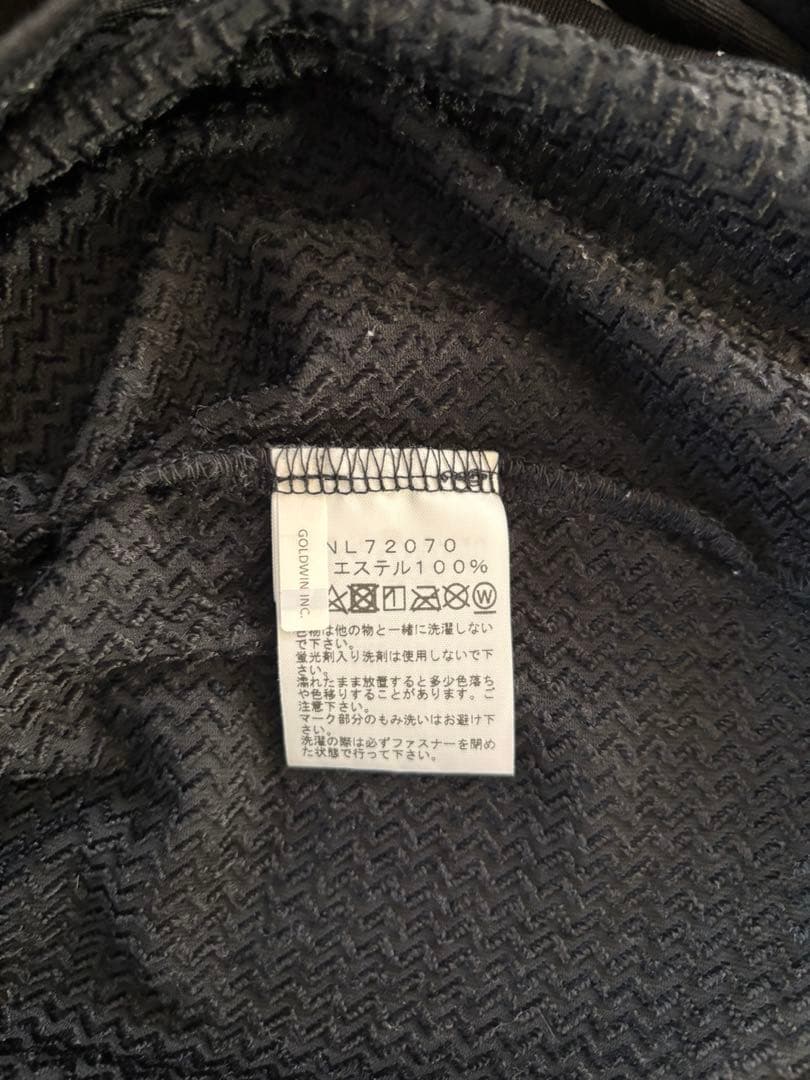 GOLDWIN INC.
NL72070
エステル100%
W
物は他の物と一緒に洗濯しない
で下さい。
蛍光剤入り洗剤は使用しないで下
さい。
濡れたまま放置すると多少色落ち
や色移りすることがあります。ご
注意下さい。
マーク部分のもみ洗いはお避け下
さい。
洗濯の際は必ずファスナーを閉め
た状態で行って下さい。